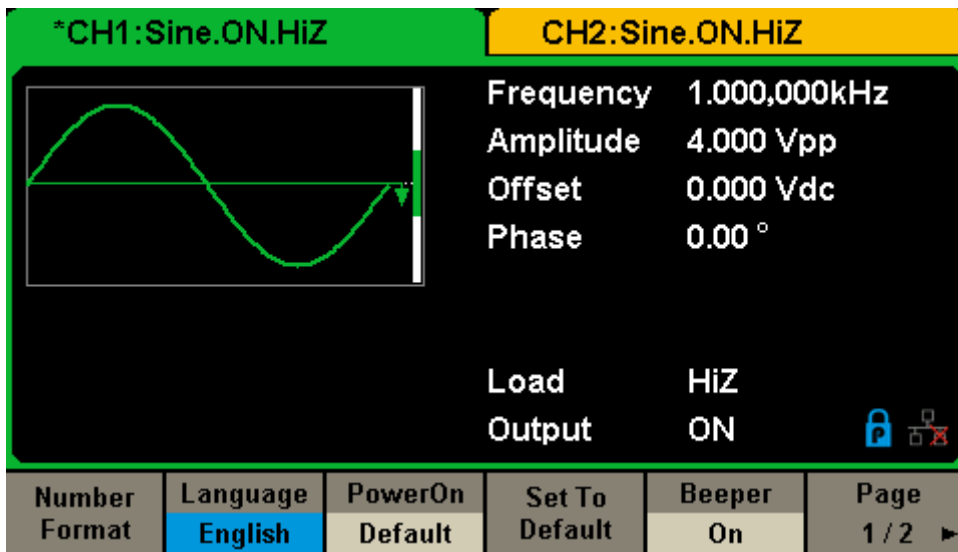 *CH1:Sine.ON.HiZ
CH2:Sine.ON.HiZ
Frequency 1.000,000kHz
Amplitude 4.000 Vpp
Offset 0.000 Vdc
Phase 0.00 °
Load HiZ
Output ON
P
Number Format
Language English
PowerOn Default
Set To Default
Beeper On
Page 1 / 2 ►